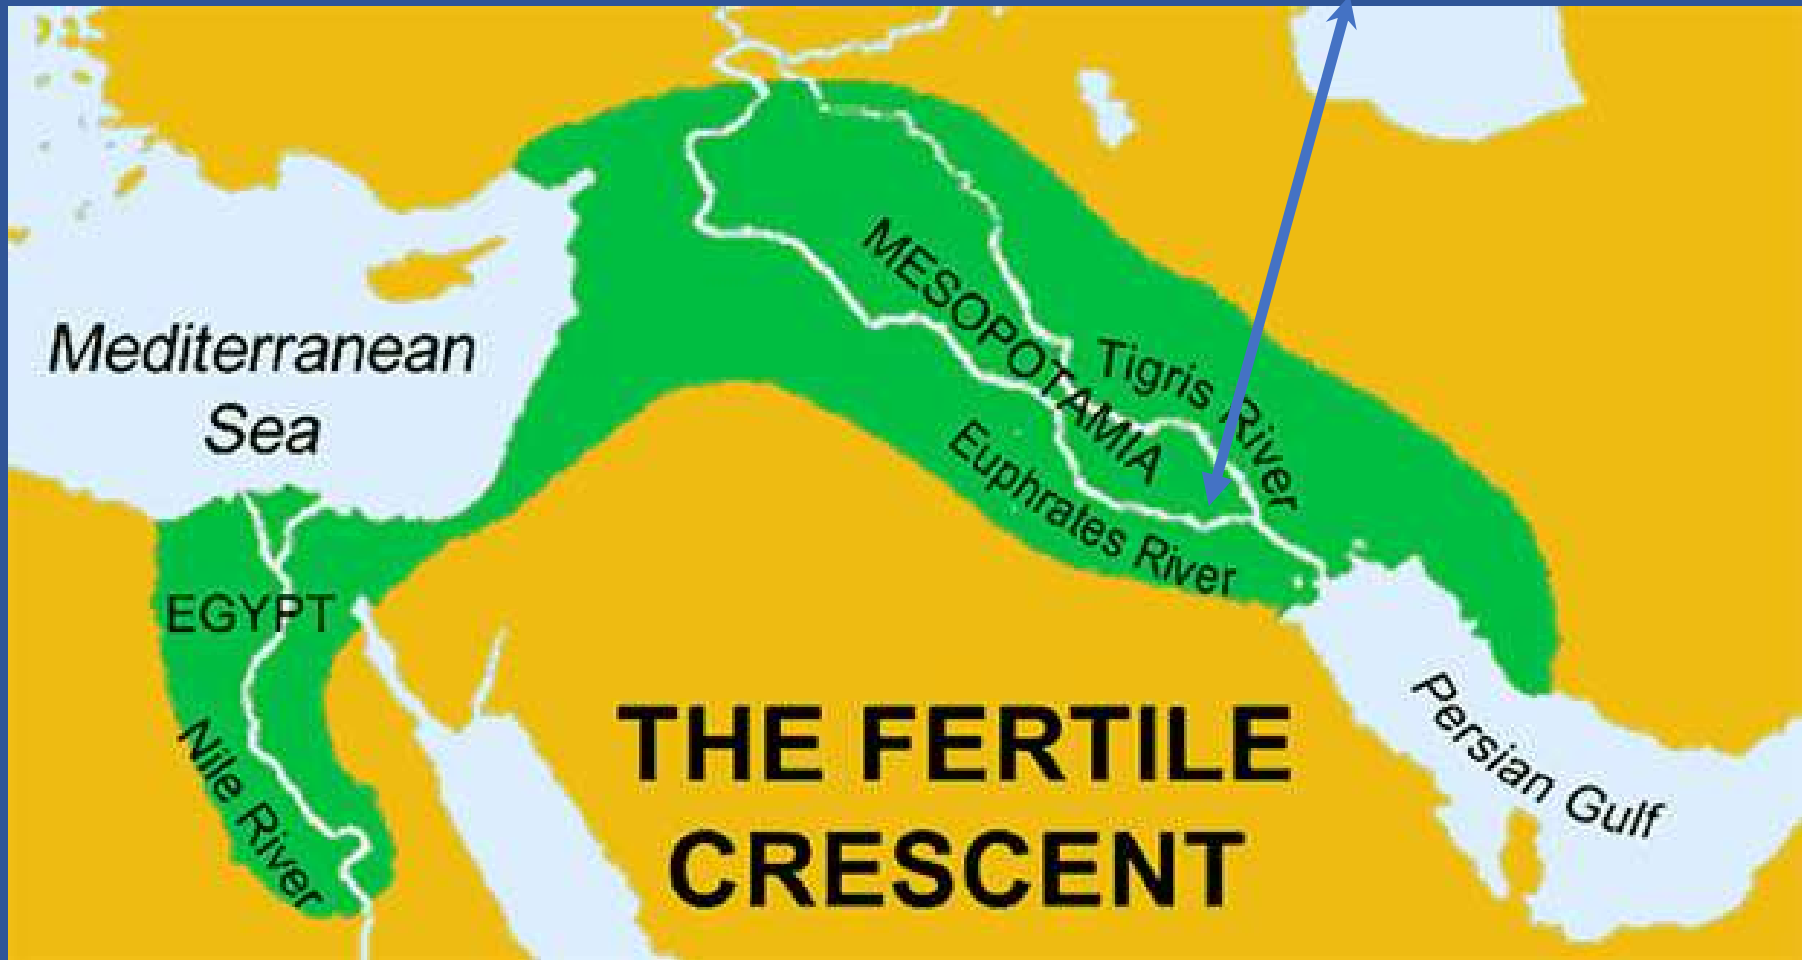 Mediterranean
Sea
MESOPOTAMIA
Tigris River
Euphrates River
EGYPT
Nile River
Persian Gulf
THE FERTILE
CRESCENT